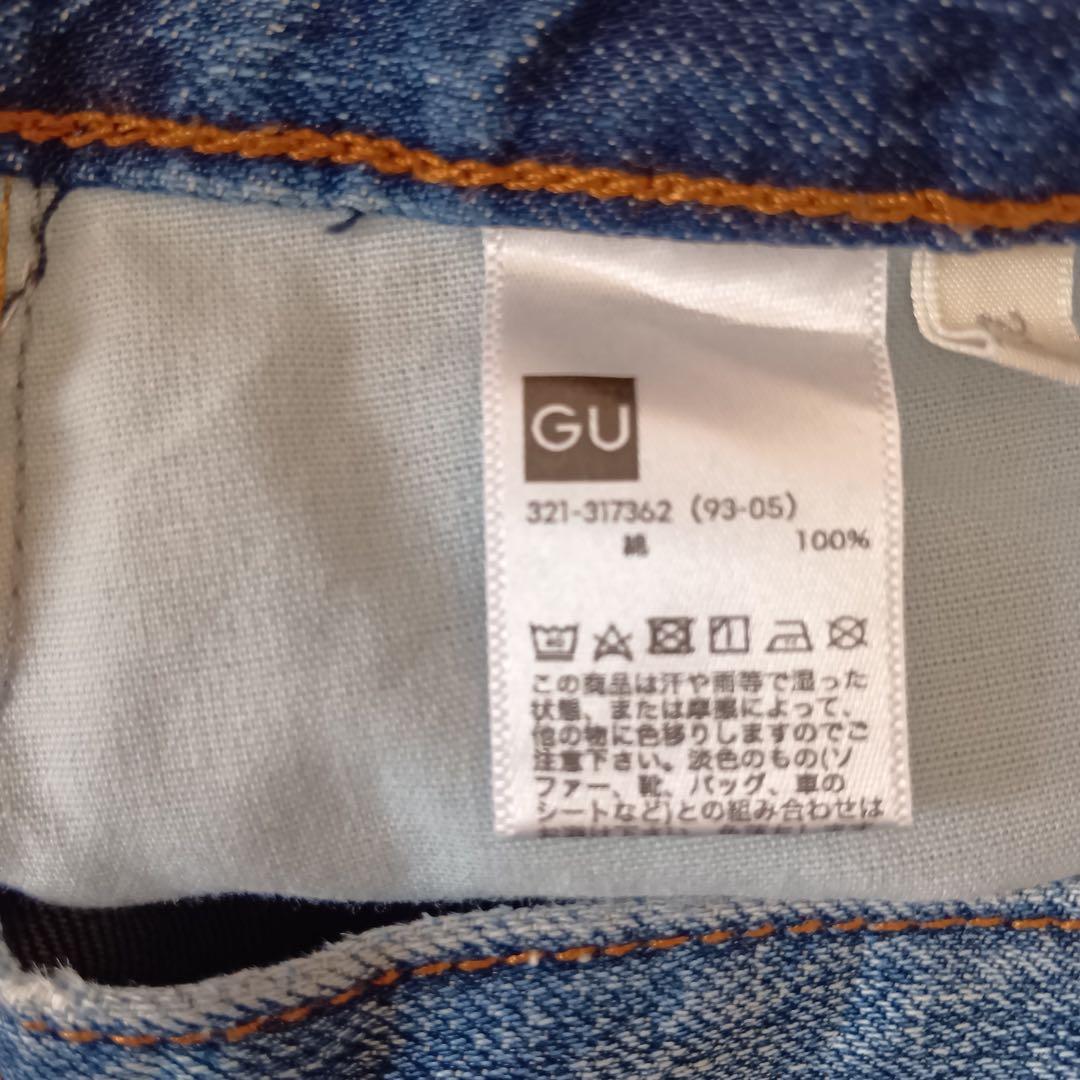 GU
321-317362 (93-05)
綿 100%
40
この商品は汗や雨等で湿った
状態、または摩擦によって、
他の物に色移りしますのでご
注意下さい。淡色のもの(ソ
ファー、靴、バッグ、車の
シートなど)との組み合わせは